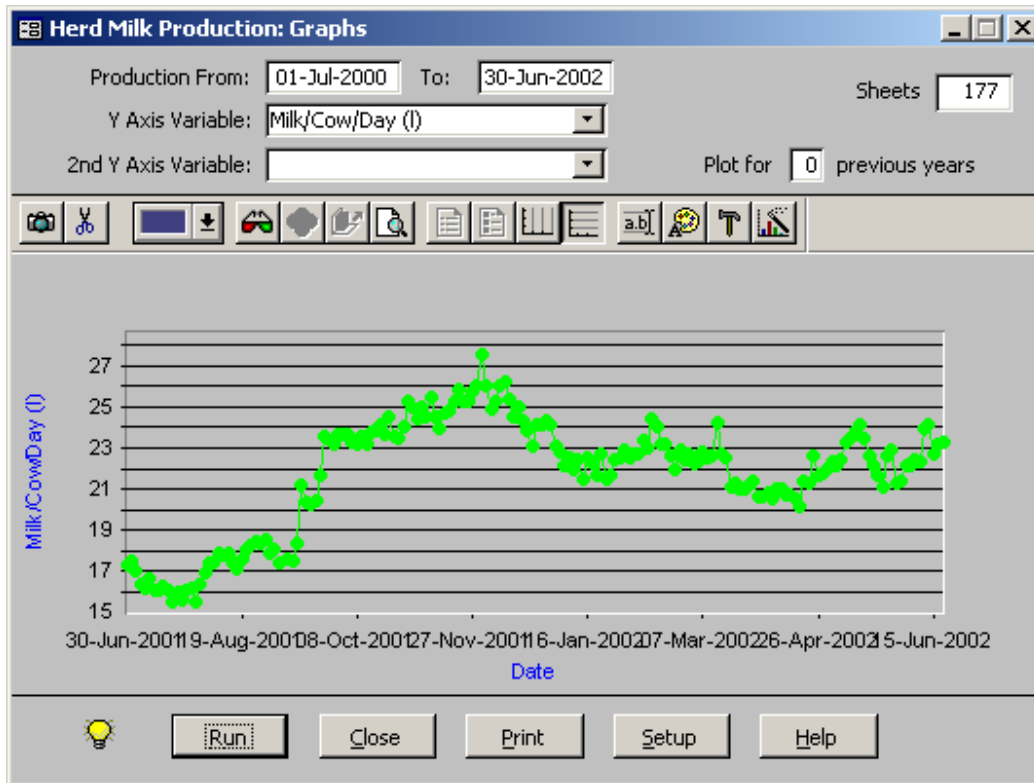 Herd Milk Production: Graphs
Production From: 01-Jul-2000 To: 30-Jun-2002
Sheets 177
Y Axis Variable: Milk/Cow/Day (l)
2nd Y Axis Variable:
Plot for 0 previous years
a.b
A
Milk/Cow/Day (l)
27
25
23
21
19
17
15
30-Jun-2001 19-Aug-2001 08-Oct-2001 27-Nov-2001 16-Jan-2002 07-Mar-2002 26-Apr-2002 15-Jun-2002
Date
Run Close Print Setup Help